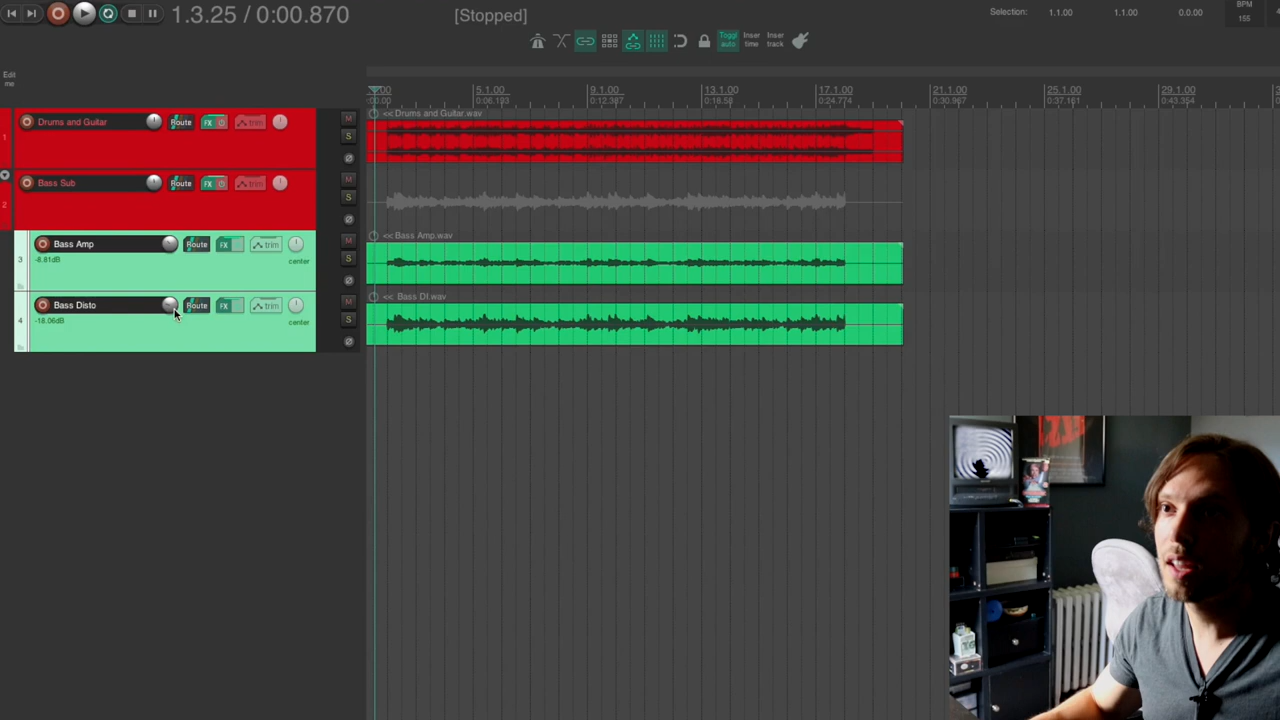 1.3.25 / 0:00.870
[Stopped]
Selection:
1.1.00
1.1.00
0.0.00
BPM
155
Toggl
auto
Inser
time
Inser
track
Edit
me
5.1.00
0:06.193
9.1.00
0:12.387
13.1.00
0:18.58
17.1.00
0:24.774
21.1.00
0:30.967
25.1.00
0:37.161
29.1.00
0:43.354
1
Drums and Guitar
Route
FX
trim
M
S
<< Drums and Guitar.wav
2
Bass Sub
Route
FX
trim
M
S
3
Bass Amp
Route
FX
trim
-8.81dB
center
M
S
<< Bass Amp.wav
4
Bass Disto
Route
FX
trim
-18.06dB
center
M
S
<< Bass DI.wav